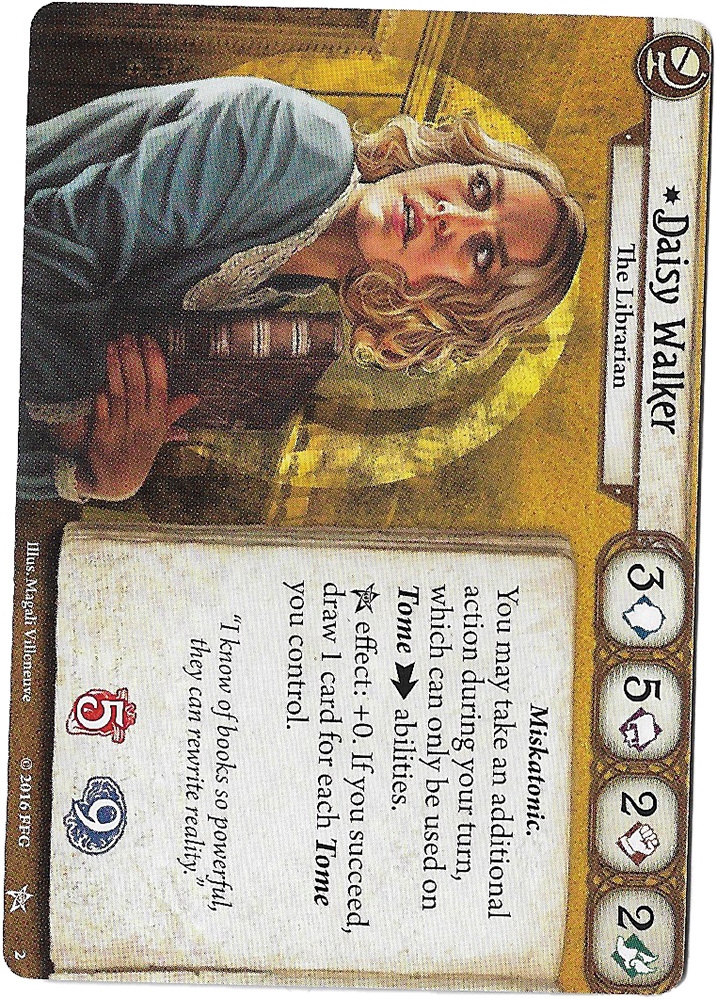 Daisy Walker
The Librarian
3 5 2 2
Miskatonic.
You may take an additional
action during your turn,
which can only be used on
Tome abilities.
effect: +0. If you succeed,
draw 1 card for each Tome
you control.
"I know of books so powerful,
they can rewrite reality."
5 9
Illus. Magali Villeneuve
©2016 FFG
2